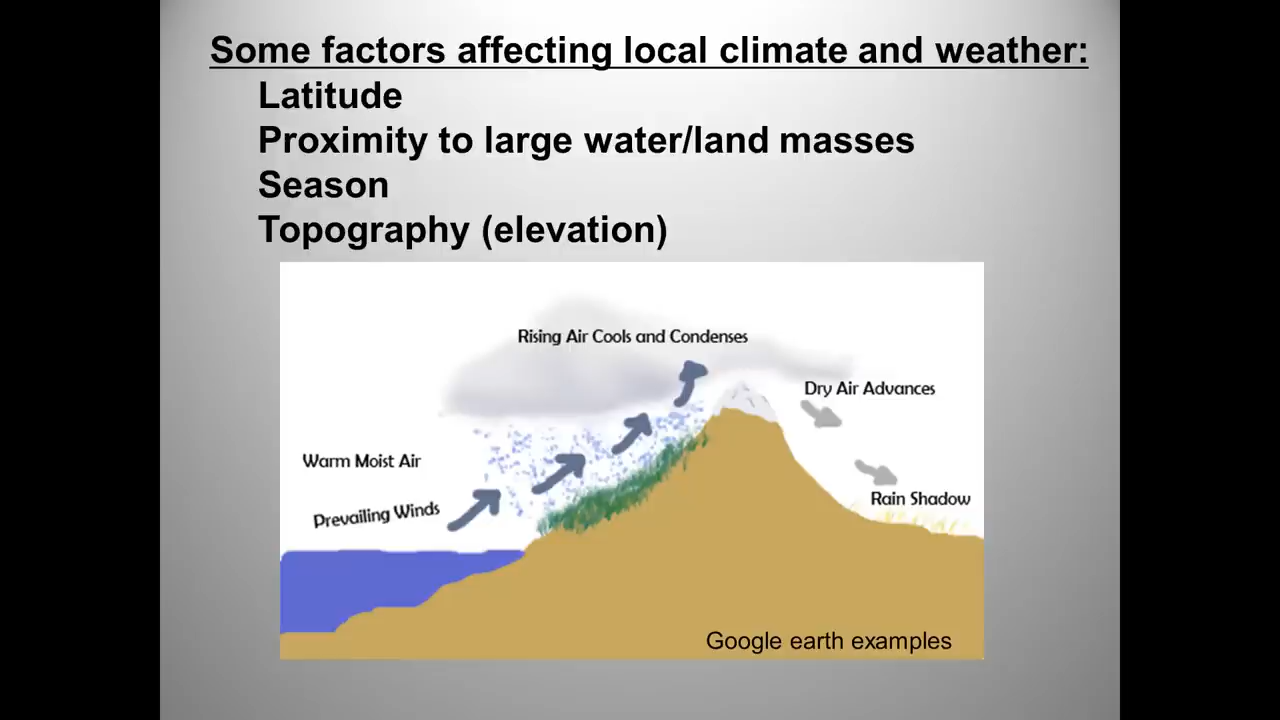 Some factors affecting local climate and weather:
Latitude
Proximity to large water/land masses
Season
Topography (elevation)
Rising Air Cools and Condenses
Dry Air Advances
Warm Moist Air
Rain Shadow
Prevailing Winds
Google earth examples